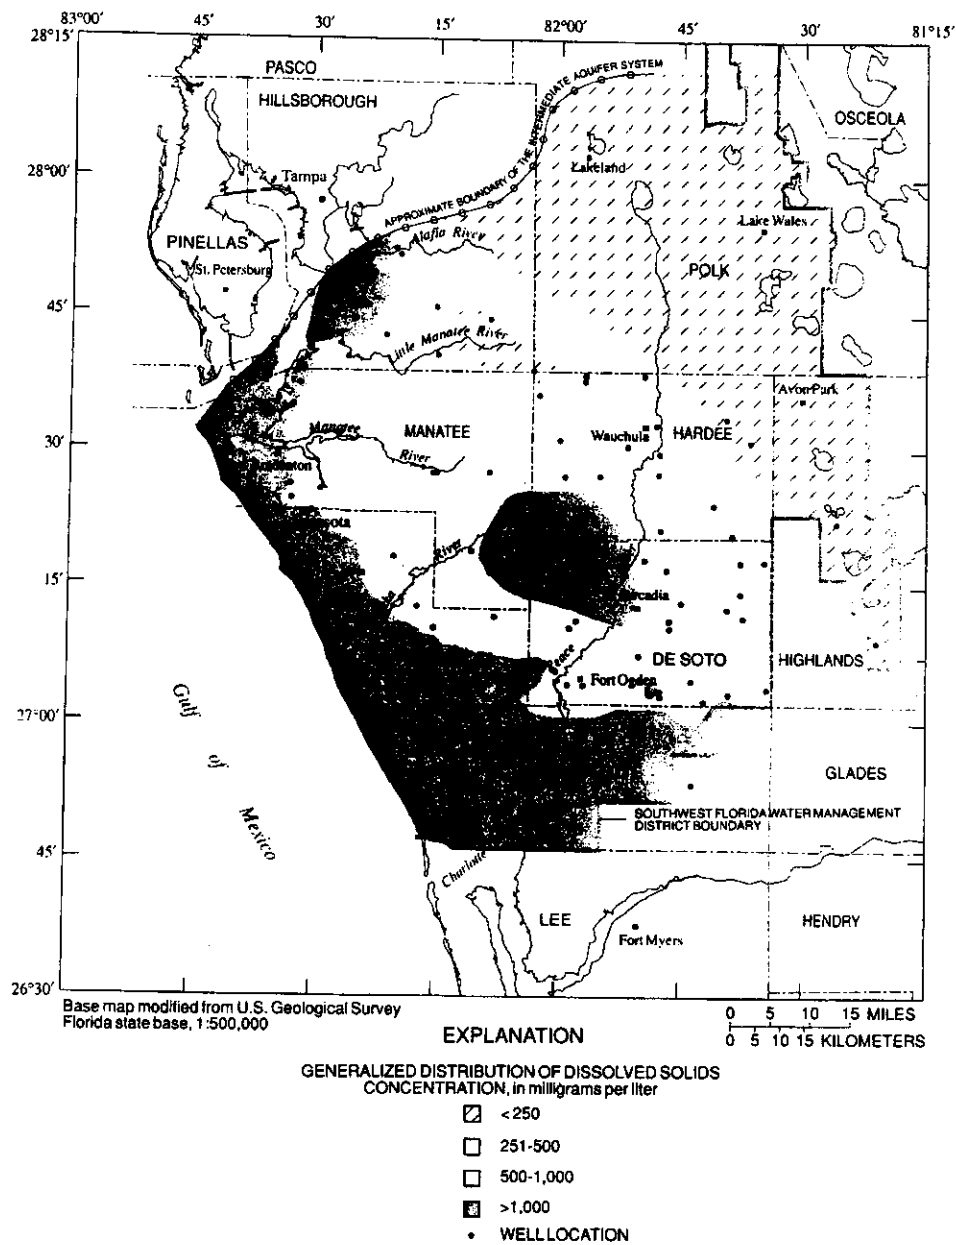 83°00′ 45′ 30′ 15′ 82°00′ 45′ 30′ 81°15′
28°15′
PASCO
HILLSBOROUGH
APPROXIMATE BOUNDARY OF THE INTERMEDIATE AQUIFER SYSTEM
OSCEOLA
28°00′
Tampa
Lakeland
Lake Wales
Alafia River
PINELLAS
POLK
St. Petersburg
45′
Little Manatee River
Avon Park
Manatee
River
MANATEE
Wauchula
HARDEE
30′
River
15′
Peace
DE SOTO
HIGHLANDS
Fort Ogden
27°00′
Gulf
of
Mexico
GLADES
SOUTHWEST FLORIDA WATER MANAGEMENT
DISTRICT BOUNDARY
45′
Charlotte
LEE
HENDRY
Fort Myers
26°30′
Base map modified from U.S. Geological Survey
Florida state base, 1:500,000
0 5 10 15 MILES
0 5 10 15 KILOMETERS
EXPLANATION
GENERALIZED DISTRIBUTION OF DISSOLVED SOLIDS
CONCENTRATION, in milligrams per liter
<250
251-500
500-1,000
>1,000
WELL LOCATION